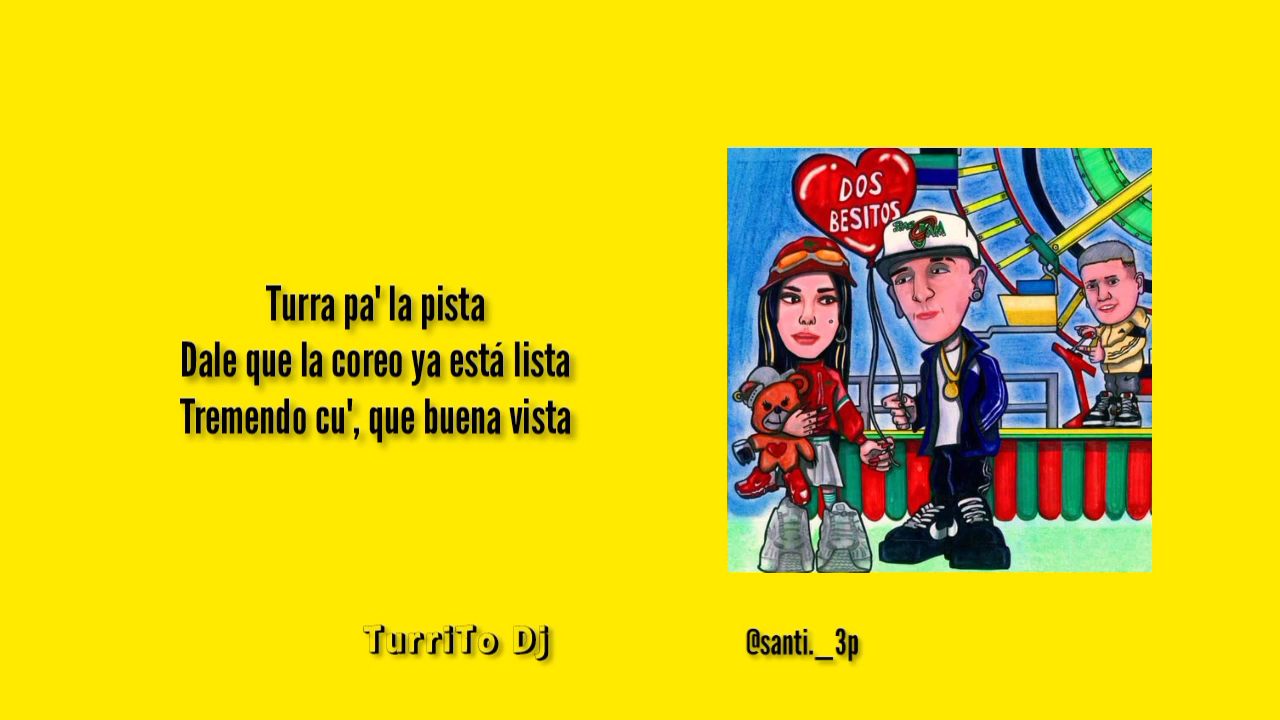 Turra pa' la pista
Dale que la coreo ya está lista
Tremendo cu', que buena vista
DOS
BESITOS
TurriTo Dj
@santi._3p